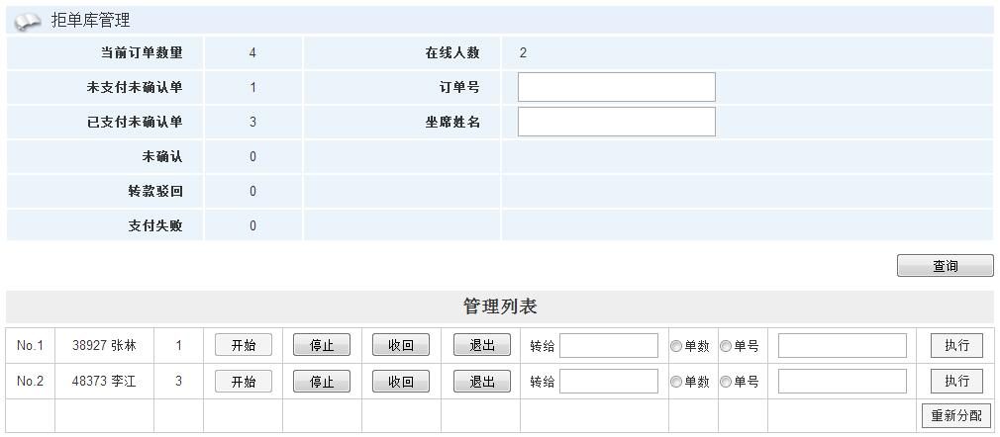 拒单库管理
当前订单数量 4 在线人数 2
未支付未确认单 1 订单号
已支付未确认单 3 坐席姓名
未确认 0
转款驳回 0
支付失败 0
查询
管理列表
No.1 38927 张林 1 开始 停止 收回 退出 转给 单数 单号 执行
No.2 48373 李江 3 开始 停止 收回 退出 转给 单数 单号 执行
重新分配